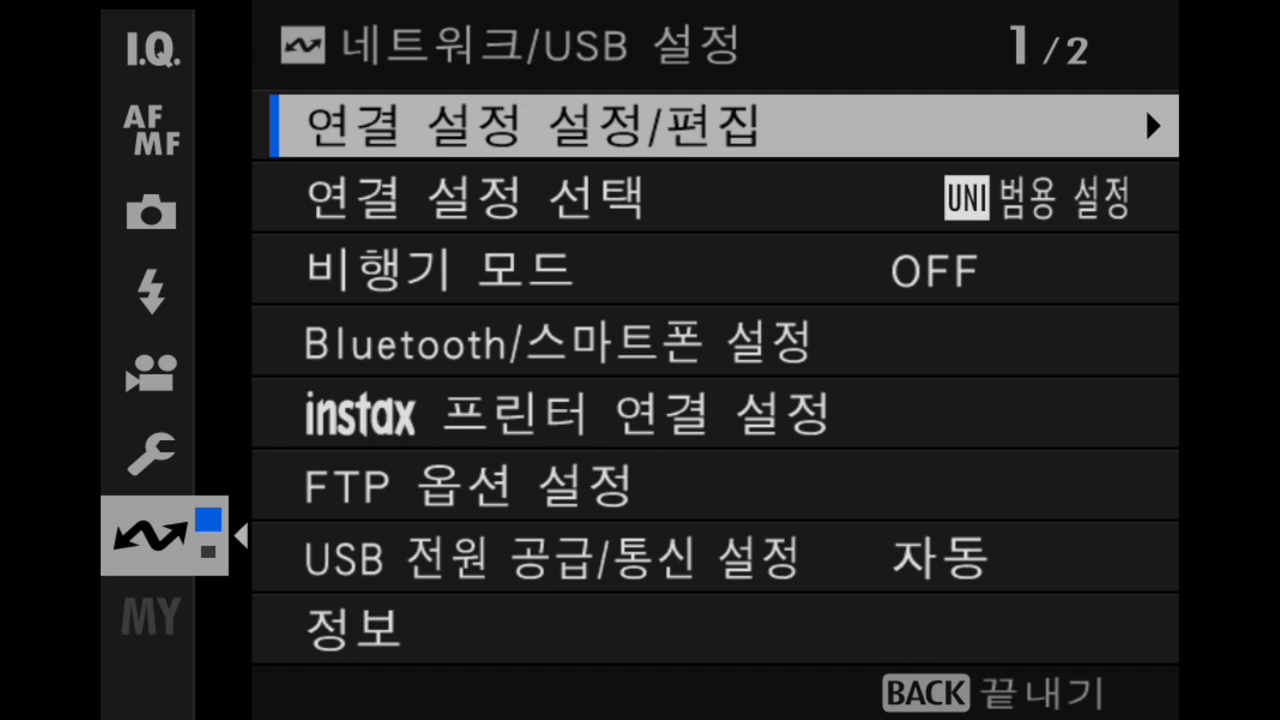 I.Q.
AF
MF
MY
네트워크/USB 설정 1/2
연결 설정 설정/편집
연결 설정 선택 UNI 범용 설정
비행기 모드 OFF
Bluetooth/스마트폰 설정
instax 프린터 연결 설정
FTP 옵션 설정
USB 전원 공급/통신 설정 자동
정보
BACK 끝내기